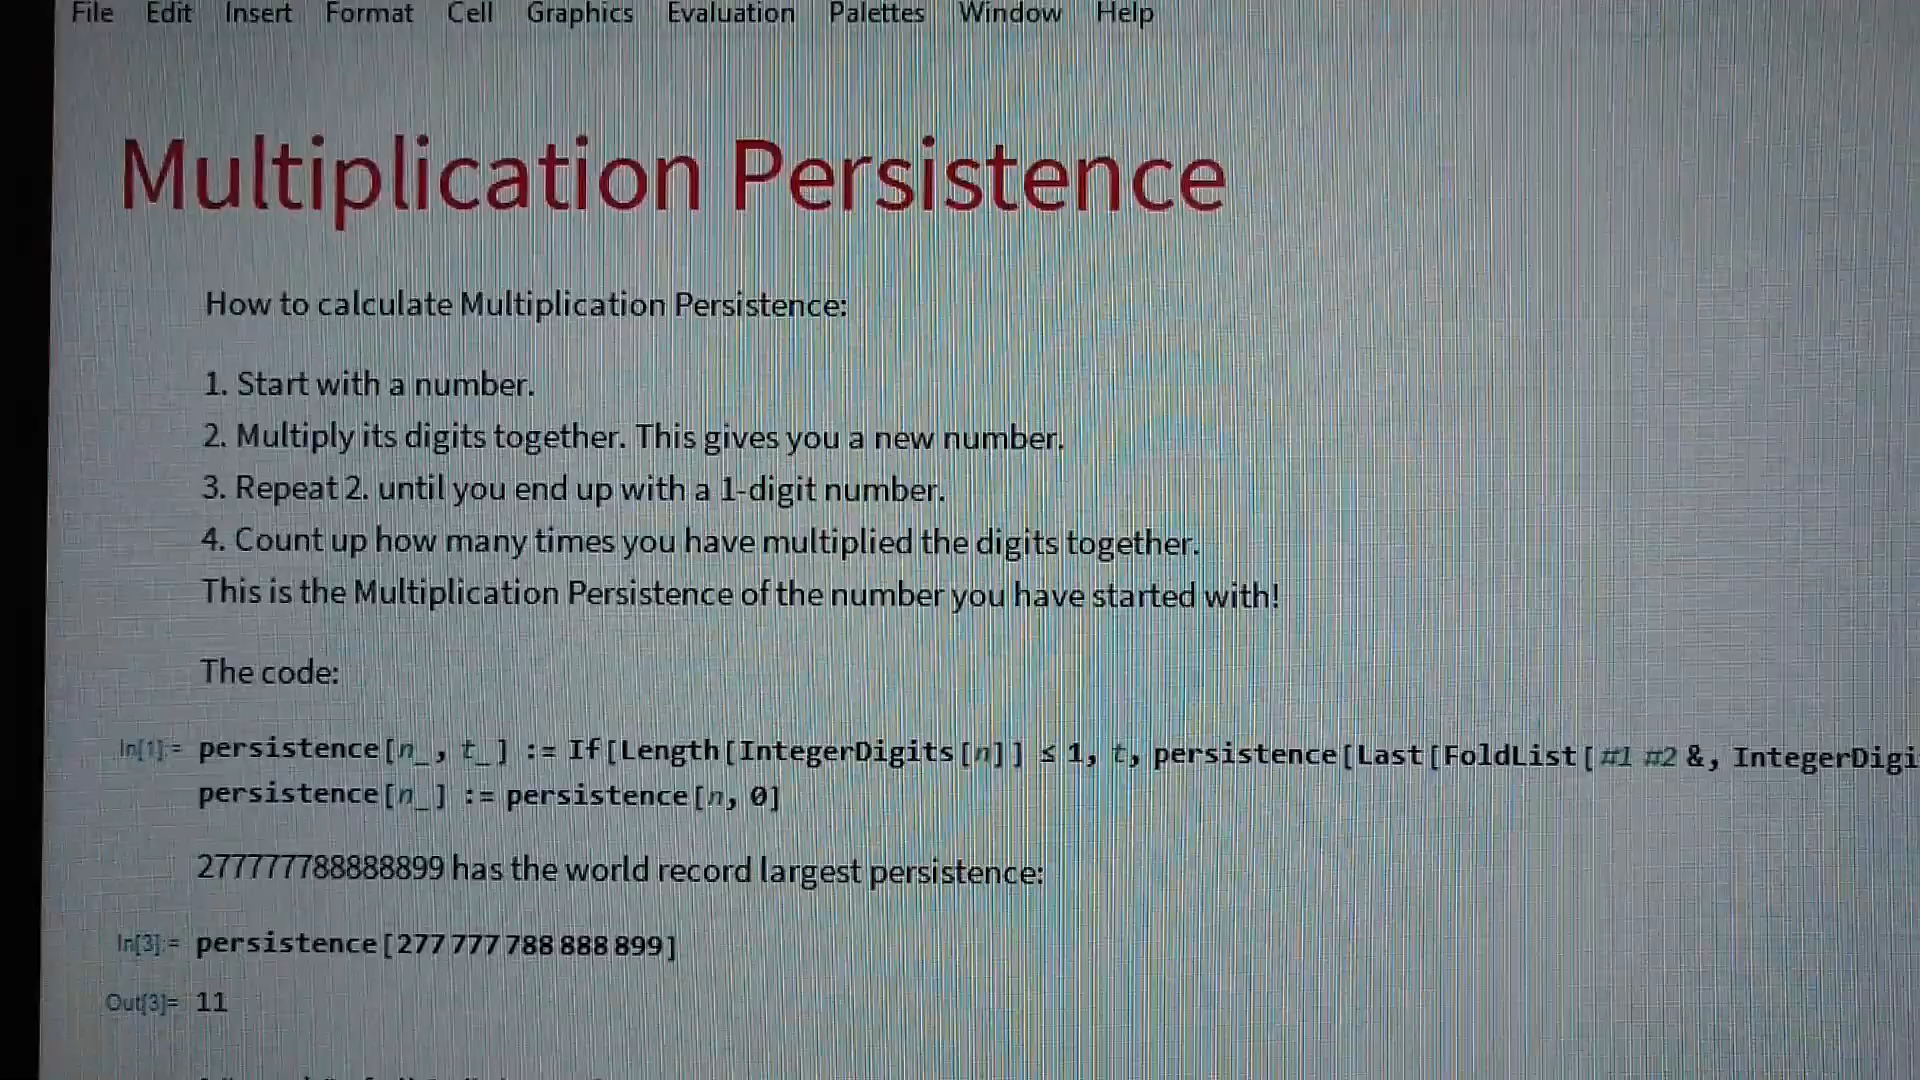 File Edit Insert Format Cell Graphics Evaluation Palettes Window Help
Multiplication Persistence
How to calculate Multiplication Persistence:
1. Start with a number.
2. Multiply its digits together. This gives you a new number.
3. Repeat 2. until you end up with a 1-digit number.
4. Count up how many times you have multiplied the digits together.
This is the Multiplication Persistence of the number you have started with!
The code:
In[1]:= persistence[n_, t_] := If[Length[IntegerDigits[n]] ≤ 1, t, persistence[Last[FoldList[#1 #2 &, IntegerDigi
persistence[n_] := persistence[n, 0]
277777788888899 has the world record largest persistence:
In[3]:= persistence[277 777 788 888 899]
Out[3]= 11